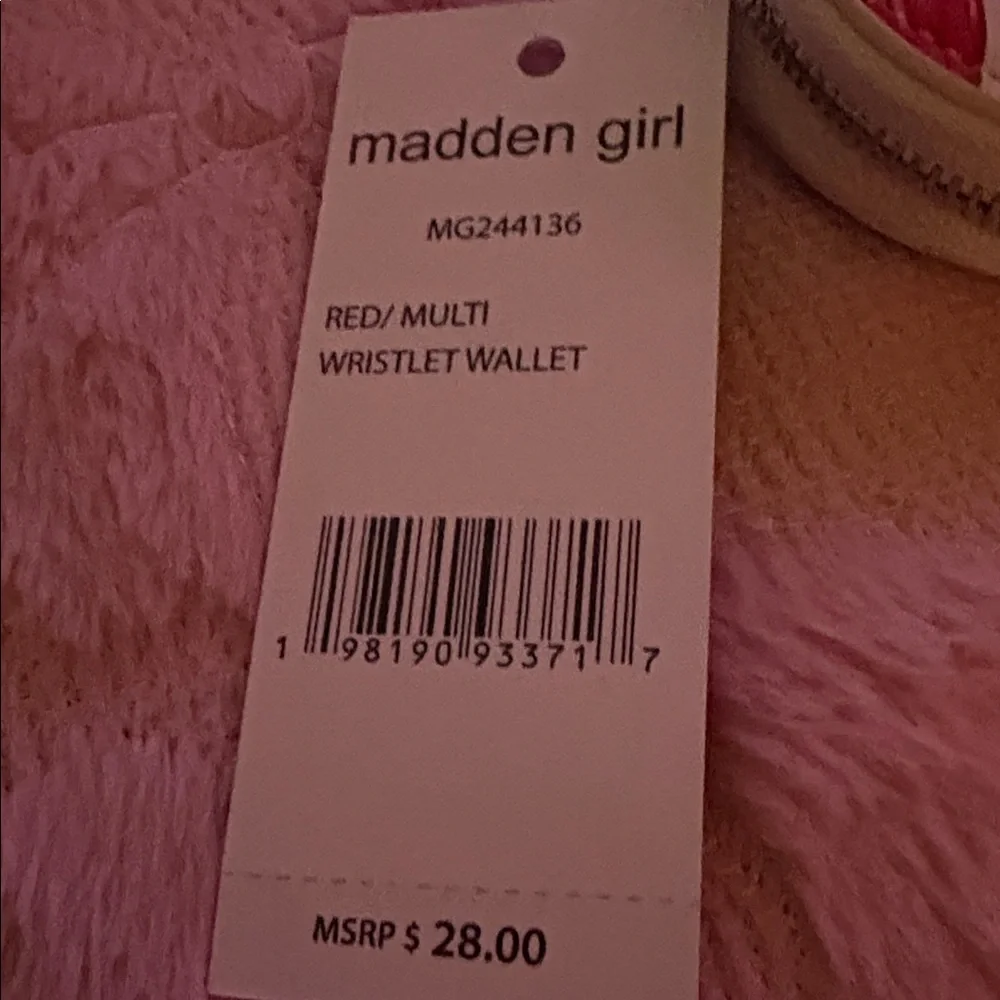 madden girl
MG244136
RED/ MULTI
WRISTLET WALLET
1 98190 93371 7
MSRP $ 28.00